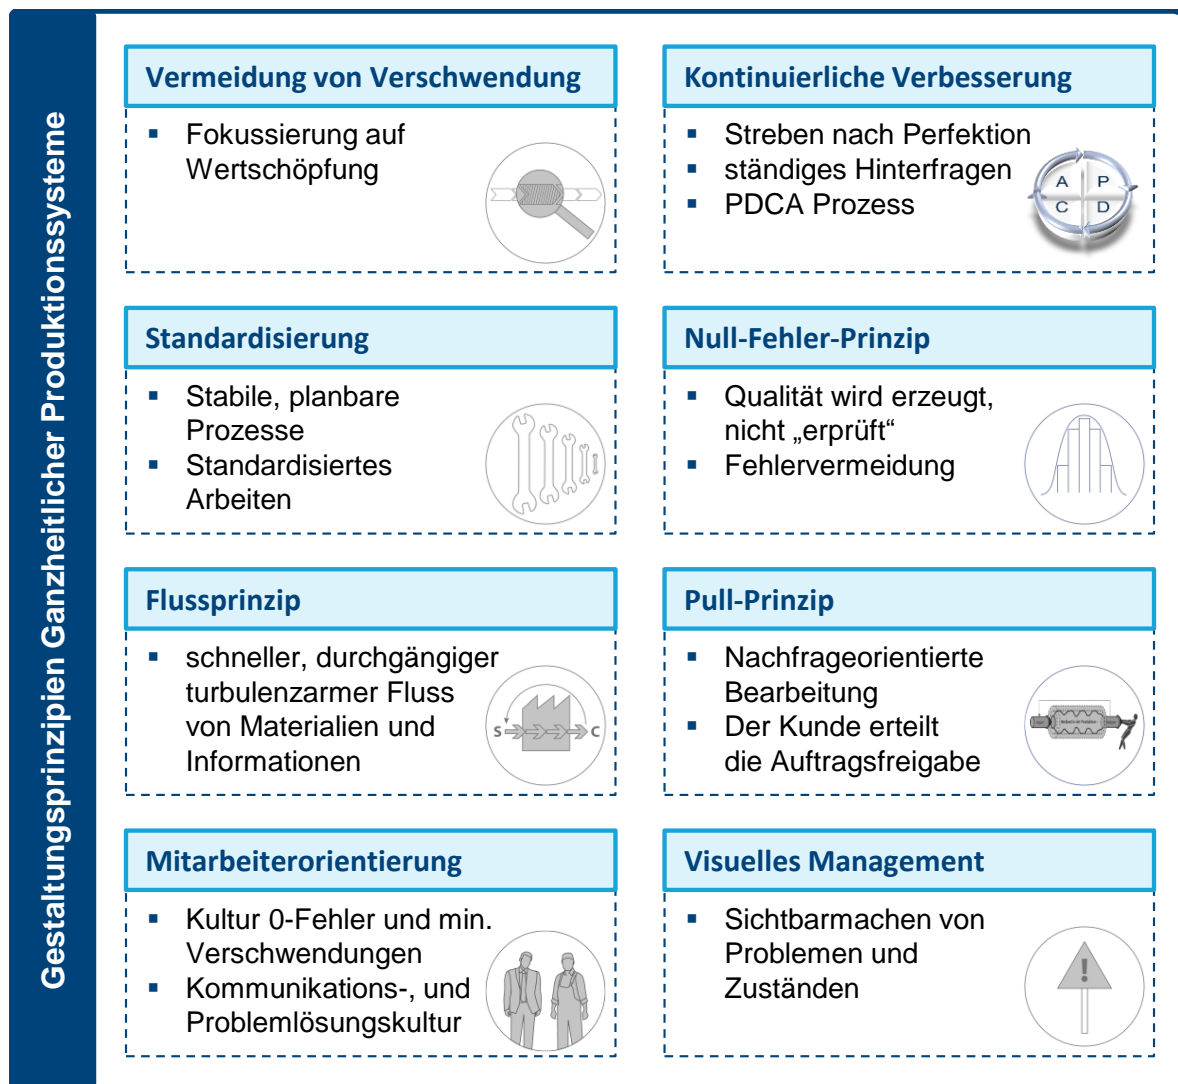 Gestaltungsprinzipien Ganzheitlicher Produktionssysteme
Vermeidung von Verschwendung
▪ Fokussierung auf
Wertschöpfung
Kontinuierliche Verbesserung
▪ Streben nach Perfektion
▪ ständiges Hinterfragen
▪ PDCA Prozess
A P
C D
Standardisierung
▪ Stabile, planbare
Prozesse
▪ Standardisiertes
Arbeiten
Null-Fehler-Prinzip
▪ Qualität wird erzeugt,
nicht „erprüft“
▪ Fehlervermeidung
Flussprinzip
▪ schneller, durchgängiger
turbulenzarmer Fluss
von Materialien und
Informationen
S C
Pull-Prinzip
▪ Nachfrageorientierte
Bearbeitung
▪ Der Kunde erteilt
die Auftragsfreigabe
Mitarbeiterorientierung
▪ Kultur 0-Fehler und min.
Verschwendungen
▪ Kommunikations-, und
Problemlösungskultur
Visuelles Management
▪ Sichtbarmachen von
Problemen und
Zuständen
!